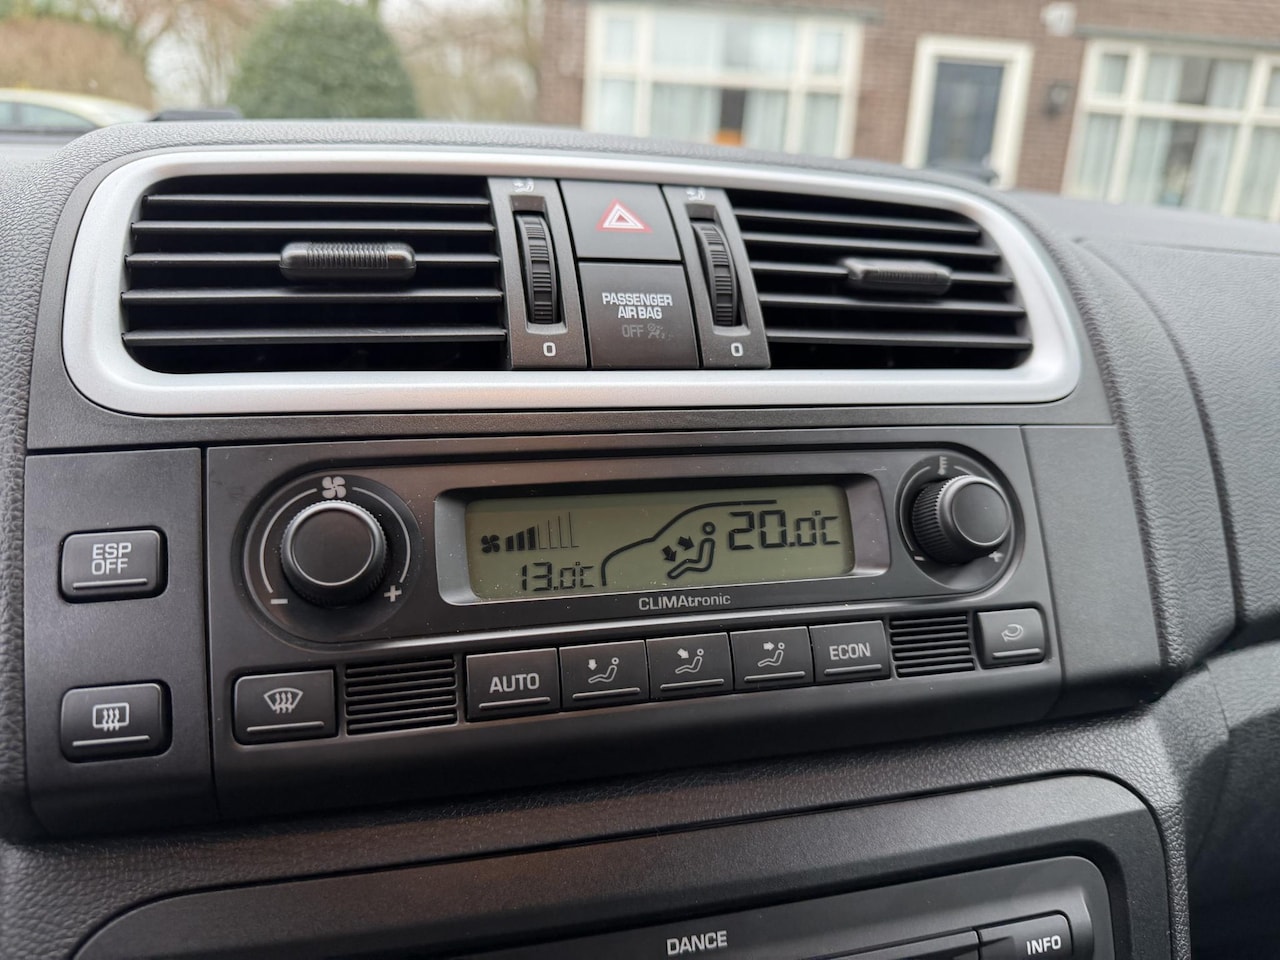 PASSENGER
AIR BAG
OFF
0
0
ESP
OFF
20.0°C
13.0°C
CLIMAtronic
- +
- +
AUTO
ECON
DANCE
INFO